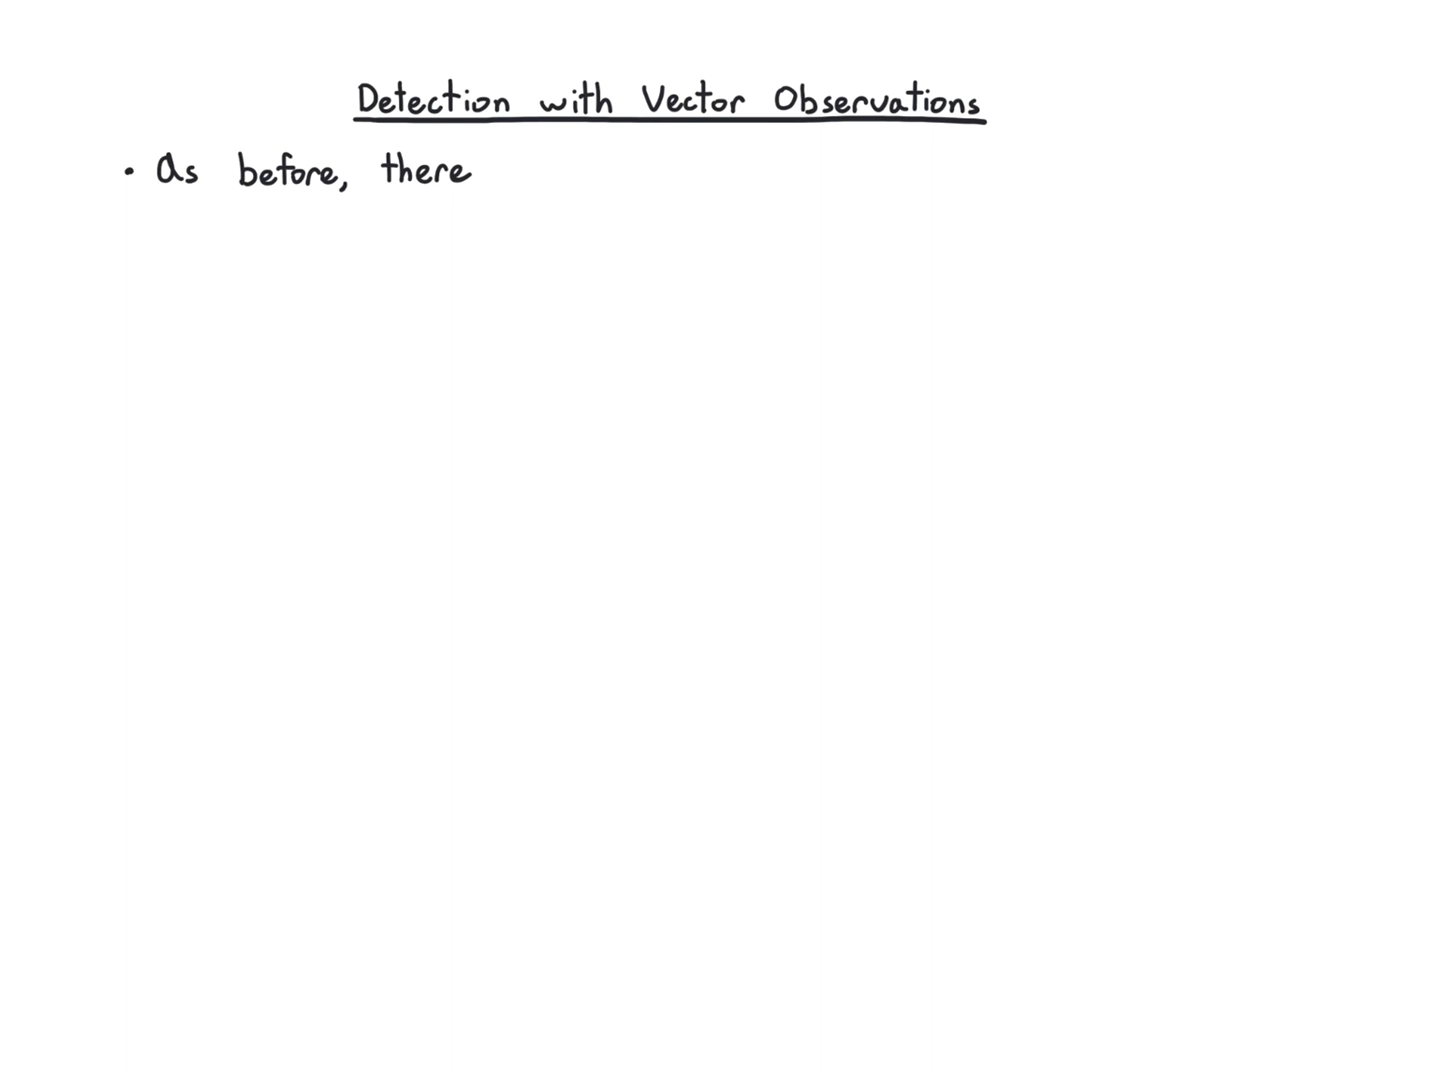 Detection with Vector Observations
• As before, there